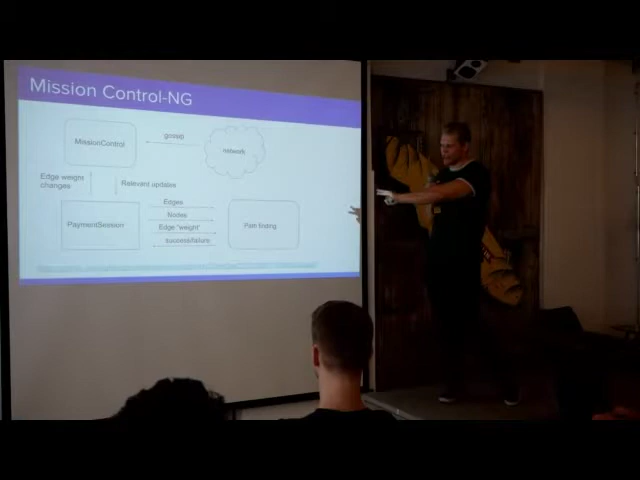 Mission Control-NG
MissionControl
gossip
network
Edge weight
changes
Relevant updates
PaymentSession
Edges
Nodes
Edge "weight"
success/failure
Path finding